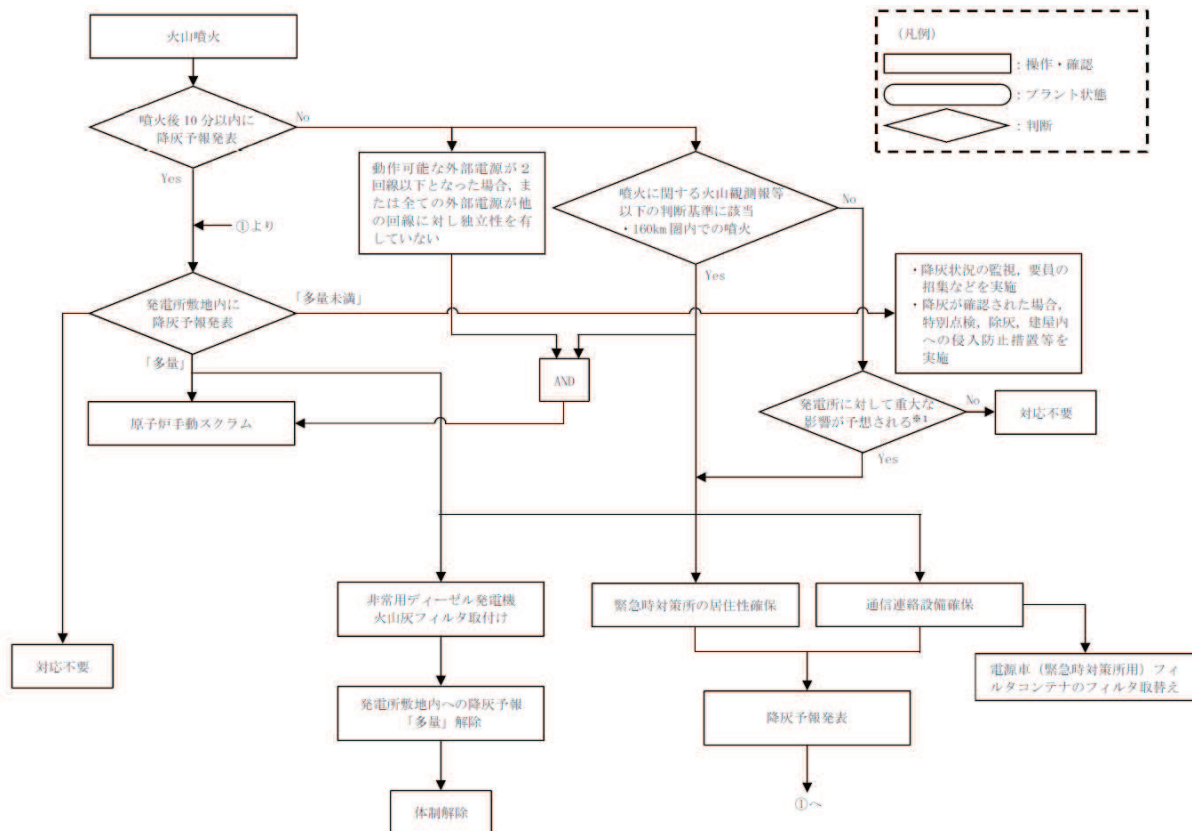 火山噴火
(凡例)
：操作・確認
：プラント状態
：判断
噴火後10分以内に
降灰予報発表
No
Yes
①より
動作可能な外部電源が2
回線以下となった場合，ま
たは全ての外部電源が他
の回線に対し独立性を有
していない
噴火に関する火山観測報等
以下の判断基準に該当
・160km圏内での噴火
No
Yes
発電所敷地内に
降灰予報発表
「多量未満」
「多量」
・降灰状況の監視，要員の
招集などを実施
・降灰が確認された場合，
特別点検，除灰，建屋内
への侵入防止措置等を
実施
AND
原子炉手動スクラム
発電所に対して重大な
影響が予想される※1
No
Yes
対応不要
非常用ディーゼル発電機
火山灰フィルタ取付け
緊急時対策所の居住性確保
通信連絡設備確保
対応不要
電源車（緊急時対策所用）フィ
ルタコンテナのフィルタ取替え
発電所敷地内への降灰予報
「多量」解除
降灰予報発表
体制解除
①へ